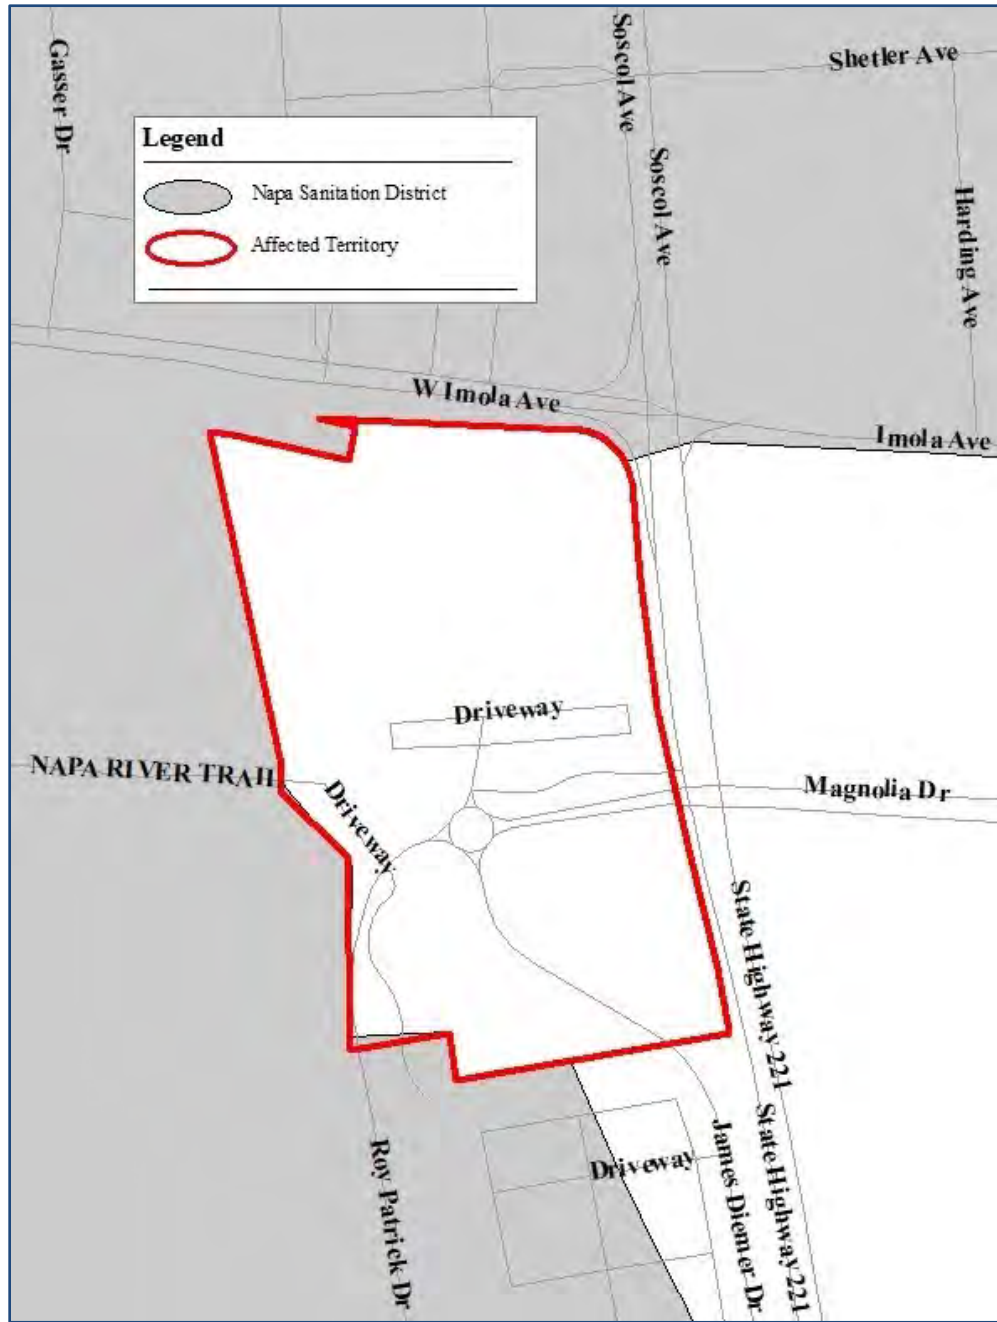 Gasser Dr
Soscol Ave
Shetler Ave
Legend
Napa Sanitation District
Affected Territory
Soscol Ave
Harding Ave
W Imola Ave
Imola Ave
Driveway
NAPA RIVER TRAIL
Driveway
Magnolia Dr
State Highway 221
Roy Patrick Dr
Driveway
James Diemer Dr
State Highway 221